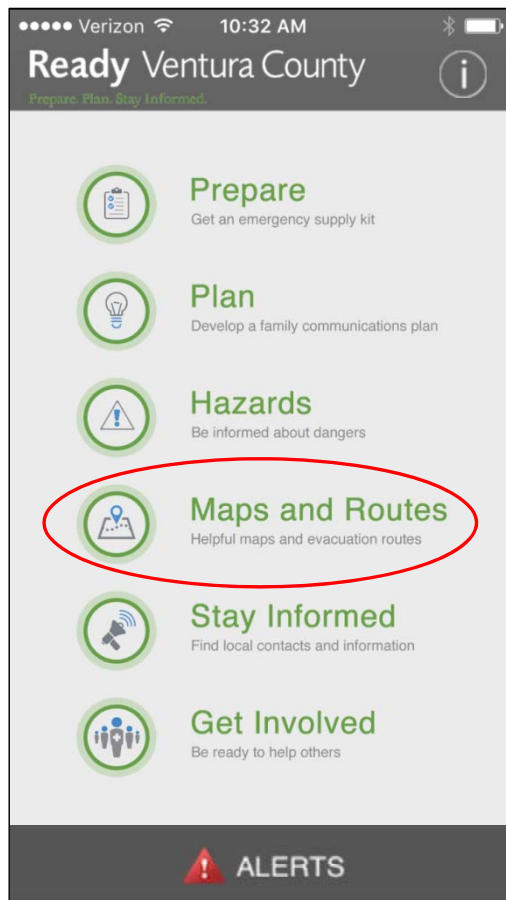 Verizon 10:32 AM
Ready Ventura County
Prepare. Plan. Stay Informed.
i
Prepare
Get an emergency supply kit
Plan
Develop a family communications plan
Hazards
Be informed about dangers
Maps and Routes
Helpful maps and evacuation routes
Stay Informed
Find local contacts and information
Get Involved
Be ready to help others
ALERTS